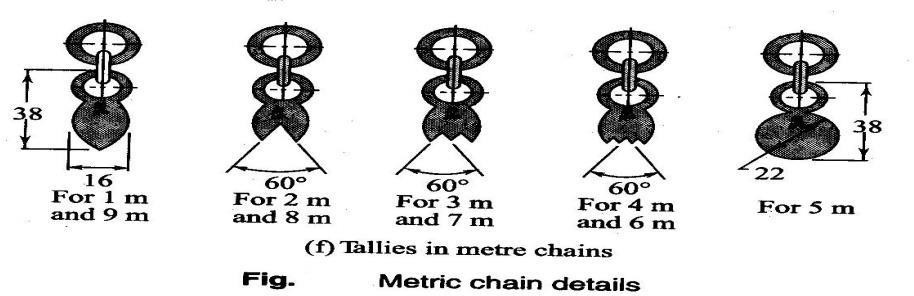 38
16
For 1 m
and 9 m
60°
For 2 m
and 8 m
60°
For 3 m
and 7 m
60°
For 4 m
and 6 m
38
22
For 5 m
(f) Tallies in metre chains
Fig. Metric chain details